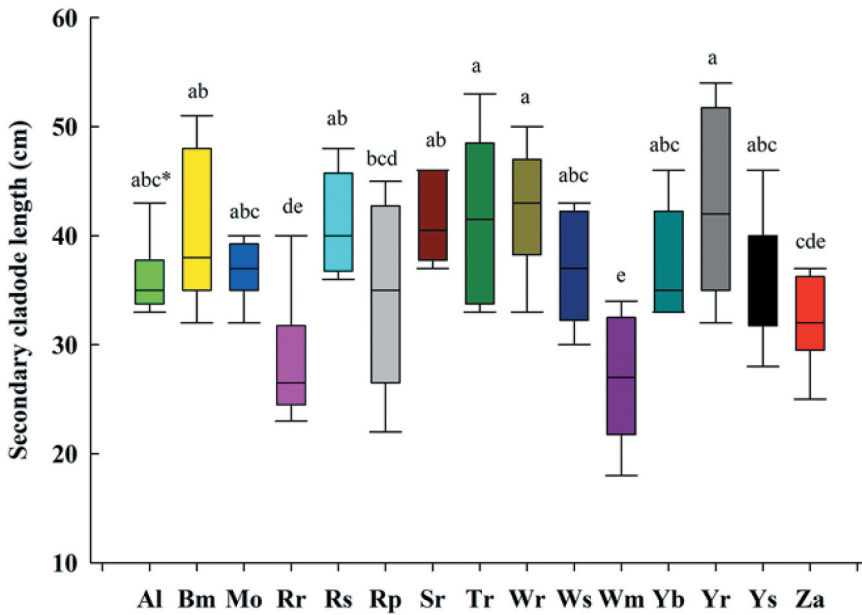 Secondary cladode length (cm)
60
50
40
30
20
10
abc*
ab
abc
de
ab
bcd
ab
a
a
abc
e
abc
a
abc
cde
Al Bm Mo Rr Rs Rp Sr Tr Wr Ws Wm Yb Yr Ys Za